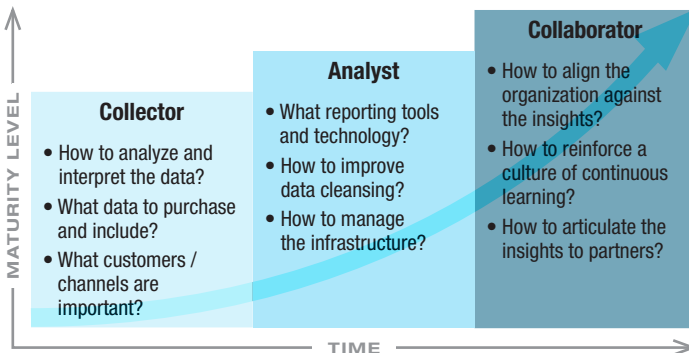 MATURITY LEVEL
Collector
• How to analyze and
interpret the data?
• What data to purchase
and include?
• What customers /
channels are
important?
Analyst
• What reporting tools
and technology?
• How to improve
data cleansing?
• How to manage
the infrastructure?
Collaborator
• How to align the
organization against
the insights?
• How to reinforce a
culture of continuous
learning?
• How to articulate the
insights to partners?
TIME